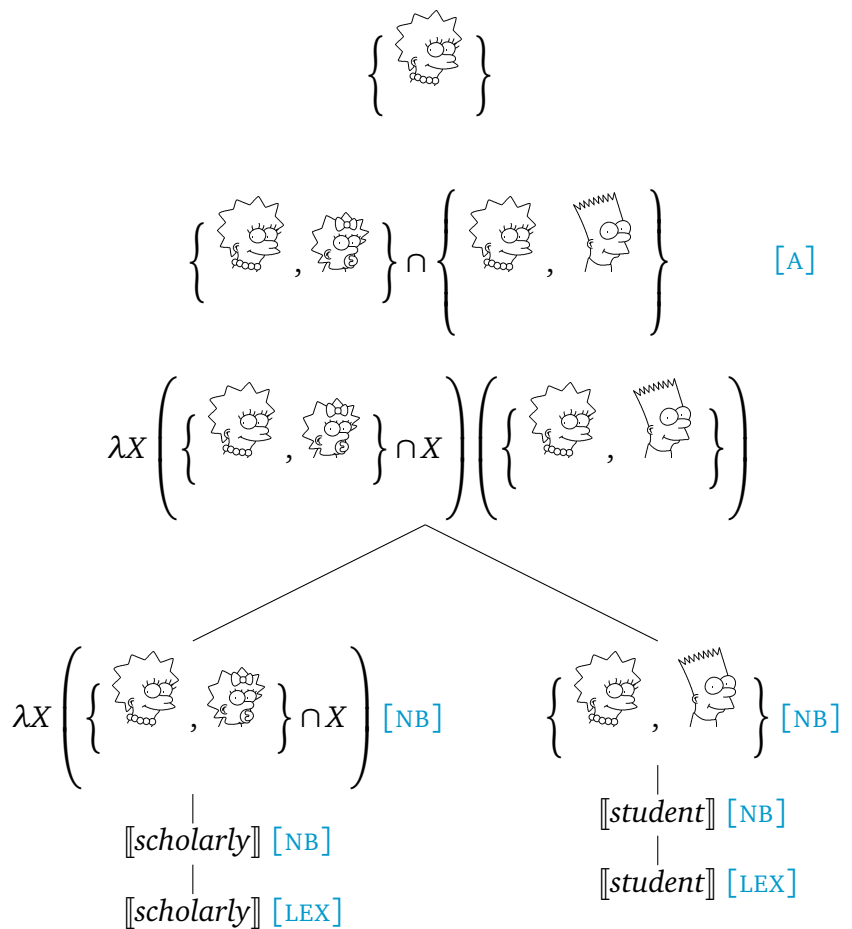 { }
{ , } ∩ { , } [A]
λX ( { , } ∩ X ) ( { , } )
λX ( { , } ∩ X ) [NB] { , } [NB]
⟦student⟧ [NB]
⟦scholarly⟧ [NB]
⟦student⟧ [LEX]
⟦scholarly⟧ [LEX]